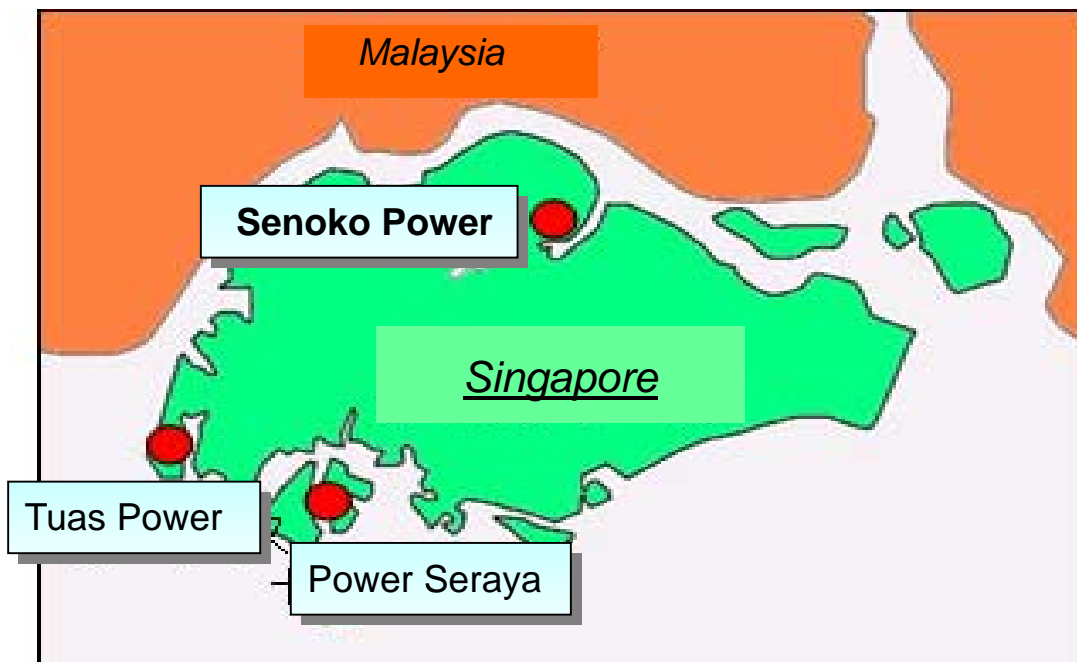 Malaysia
Senoko Power
Singapore
Tuas Power
Power Seraya